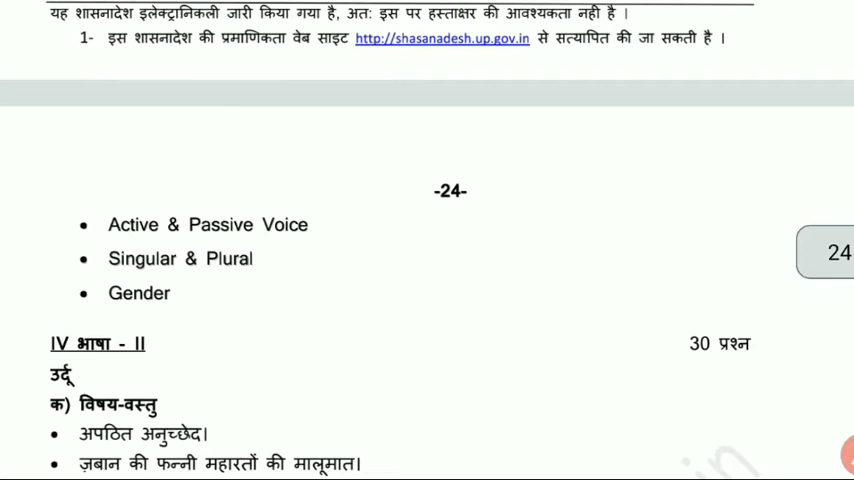 यह शासनादेश इलेक्ट्रानिकली जारी किया गया है, अत: इस पर हस्ताक्षर की आवश्यकता नही है ।
1- इस शासनादेश की प्रमाणिकता वेब साइट http://shasanadesh.up.gov.in से सत्यापित की जा सकती है ।
-24-
• Active & Passive Voice
• Singular & Plural
24
• Gender
IV भाषा - II 30 प्रश्न
उर्दू
क) विषय-वस्तु
• अपठित अनुच्छेद।
• ज़बान की फन्नी महारतों की मालूमात।
in